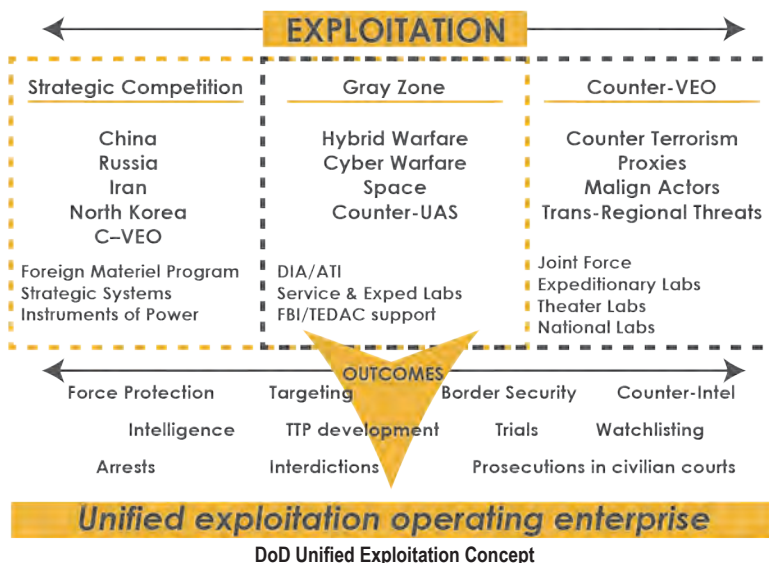 EXPLOITATION
Strategic Competition
China
Russia
Iran
North Korea
C–VEO
Foreign Materiel Program
Strategic Systems
Instruments of Power
Gray Zone
Hybrid Warfare
Cyber Warfare
Space
Counter-UAS
DIA/ATI
Service & Exped Labs
FBI/TEDAC support
Counter-VEO
Counter Terrorism
Proxies
Malign Actors
Trans-Regional Threats
Joint Force
Expeditionary Labs
Theater Labs
National Labs
OUTCOMES
Force Protection Targeting Border Security Counter-Intel
Intelligence TTP development Trials Watchlisting
Arrests Interdictions Prosecutions in civilian courts
Unified exploitation operating enterprise
DoD Unified Exploitation Concept